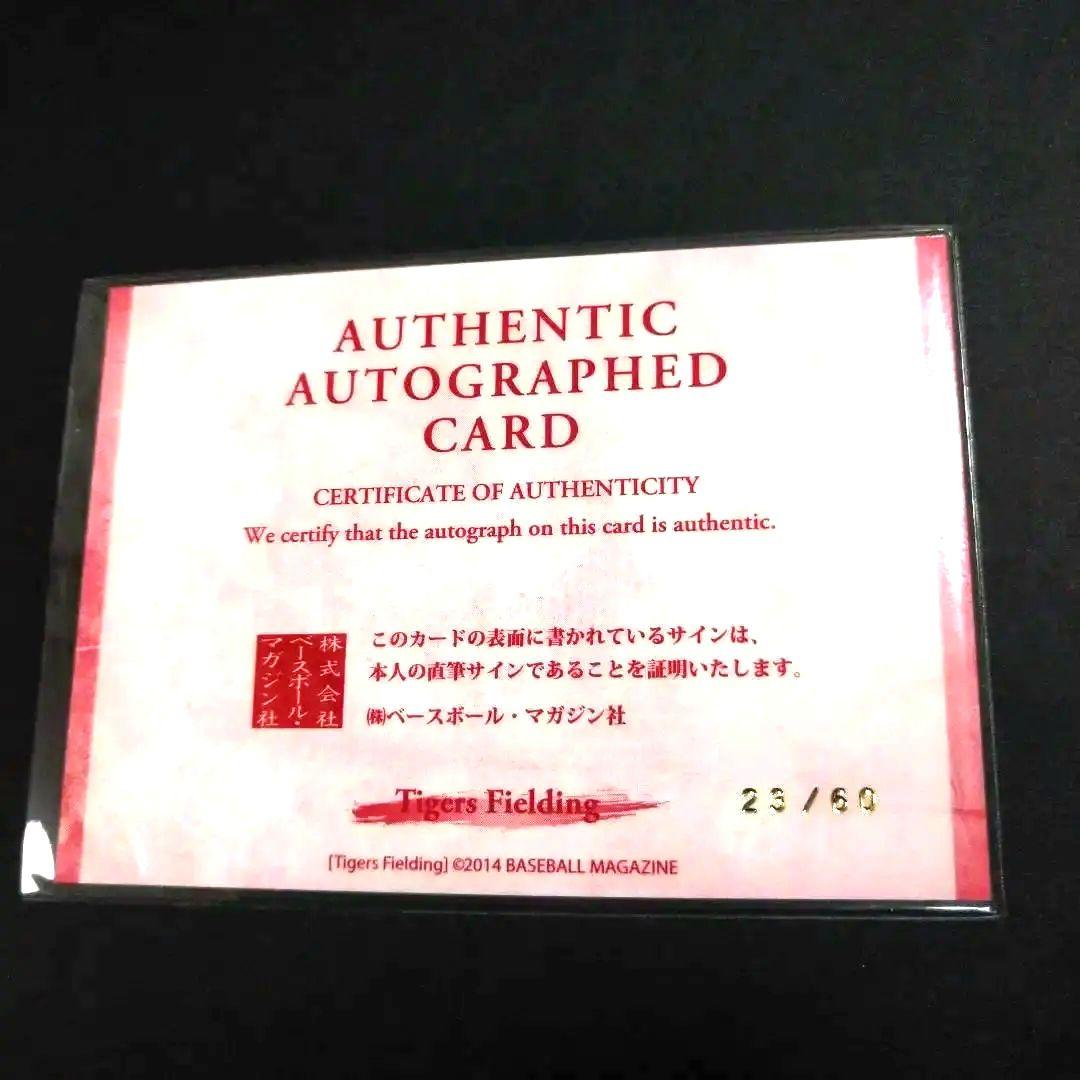 AUTHENTIC
AUTOGRAPHED
CARD
CERTIFICATE OF AUTHENTICITY
We certify that the autograph on this card is authentic.
株式会社
ベースボール・
マガジン社
このカードの表面に書かれているサインは、
本人の直筆サインであることを証明いたします。
㈱ベースボール・マガジン社
Tigers Fielding
23/60
[Tigers Fielding] ©2014 BASEBALL MAGAZINE